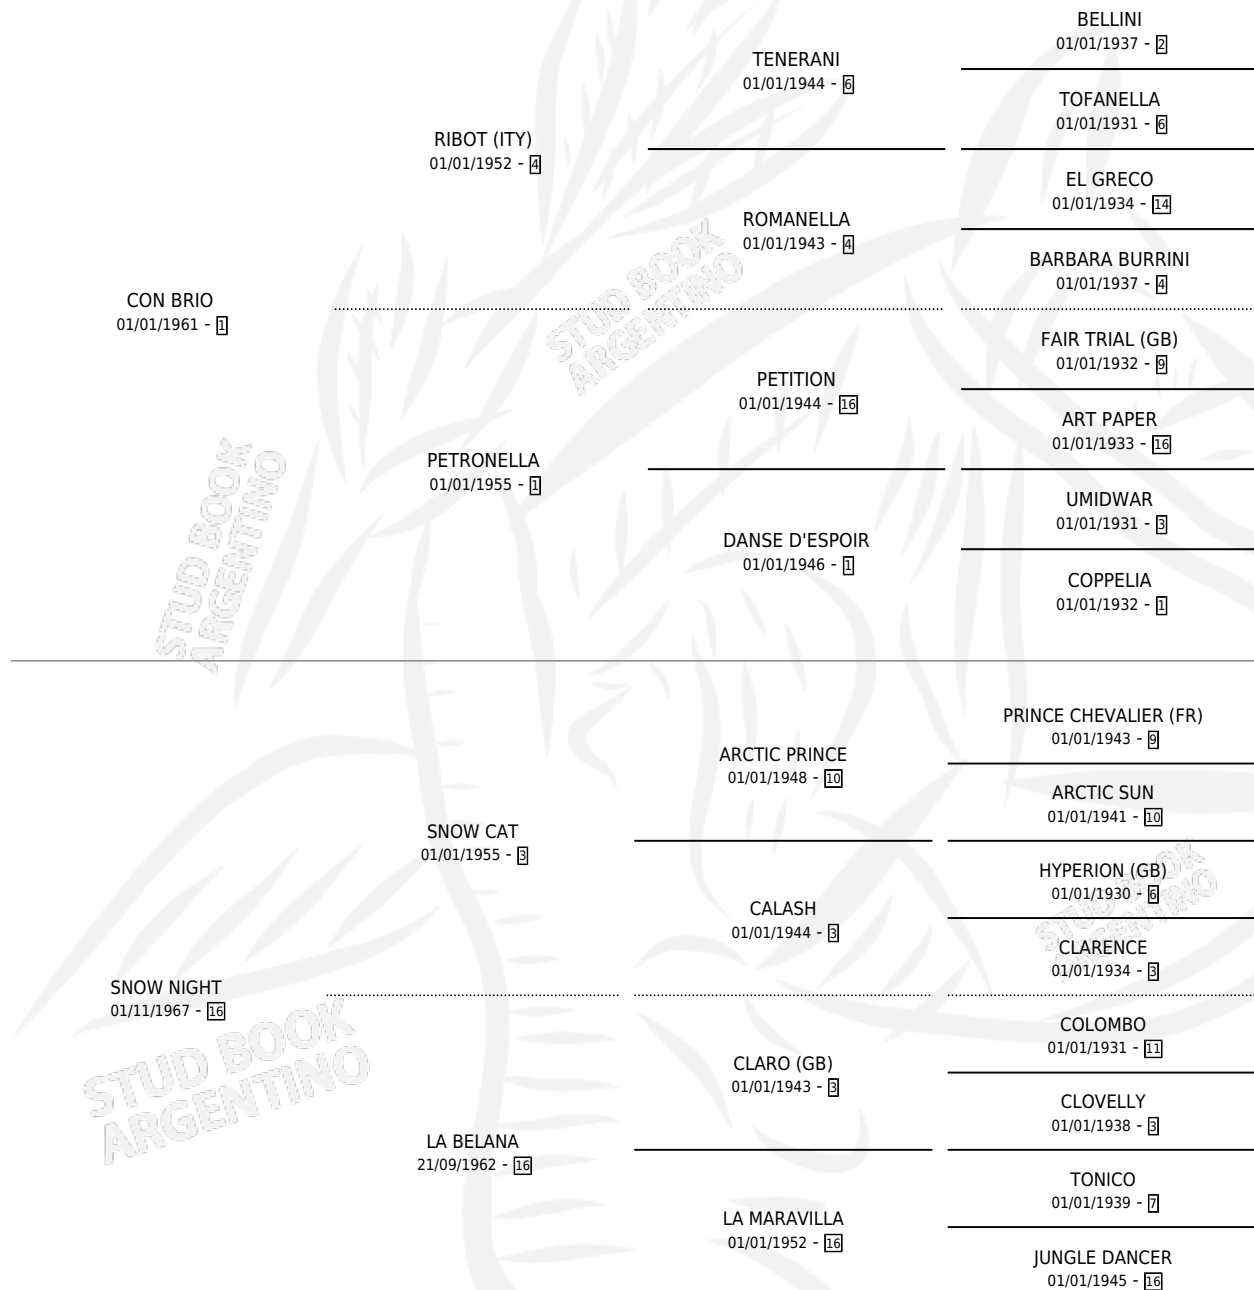 CON BRIO
01/01/1961 - 1
RIBOT (ITY)
01/01/1952 - 4
PETRONELLA
01/01/1955 - 1
TENERANI
01/01/1944 - 6
ROMANELLA
01/01/1943 - 4
PETITION
01/01/1944 - 16
DANSE D'ESPOIR
01/01/1946 - 1
BELLINI
01/01/1937 - 2
TOFANELLA
01/01/1931 - 6
EL GRECO
01/01/1934 - 14
BARBARA BURRINI
01/01/1937 - 4
FAIR TRIAL (GB)
01/01/1932 - 9
ART PAPER
01/01/1933 - 16
UMIDWAR
01/01/1931 - 3
COPPELIA
01/01/1932 - 1
SNOW NIGHT
01/11/1967 - 16
SNOW CAT
01/01/1955 - 3
LA BELANA
21/09/1962 - 16
ARCTIC PRINCE
01/01/1948 - 10
CALASH
01/01/1944 - 3
CLARO (GB)
01/01/1943 - 3
LA MARAVILLA
01/01/1952 - 16
PRINCE CHEVALIER (FR)
01/01/1943 - 9
ARCTIC SUN
01/01/1941 - 10
HYPERION (GB)
01/01/1930 - 6
CLARENCE
01/01/1934 - 3
COLOMBO
01/01/1931 - 11
CLOVELLY
01/01/1938 - 3
TONICO
01/01/1939 - 7
JUNGLE DANCER
01/01/1945 - 16
STUD BOOK
ARGENTINO
STUD BOOK
ARGENTINO
STUD BOOK
ARGENTINO
STUD BOOK
ARGENTINO